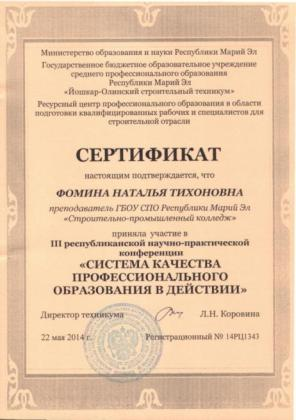 Министерство образования и науки Республики Марий Эл
Государственное бюджетное образовательное учреждение
среднего профессионального образования
Республики Марий Эл
«Йошкар-Олинский строительный техникум»
Ресурсный центр профессионального образования в области
подготовки квалифицированных рабочих и специалистов для
строительной отрасли
СЕРТИФИКАТ
настоящим подтверждается, что
ФОМИНА НАТАЛЬЯ ТИХОНОВНА
преподаватель ГБОУ СПО Республики Марий Эл
«Строительно-промышленный колледж»
приняла участие в
III республиканской научно-практической
конференции
«СИСТЕМА КАЧЕСТВА
ПРОФЕССИОНАЛЬНОГО
ОБРАЗОВАНИЯ В ДЕЙСТВИИ»
Директор техникума Л.Н. Коровина
22 мая 2014 г. Регистрационный № 14РЦ1343